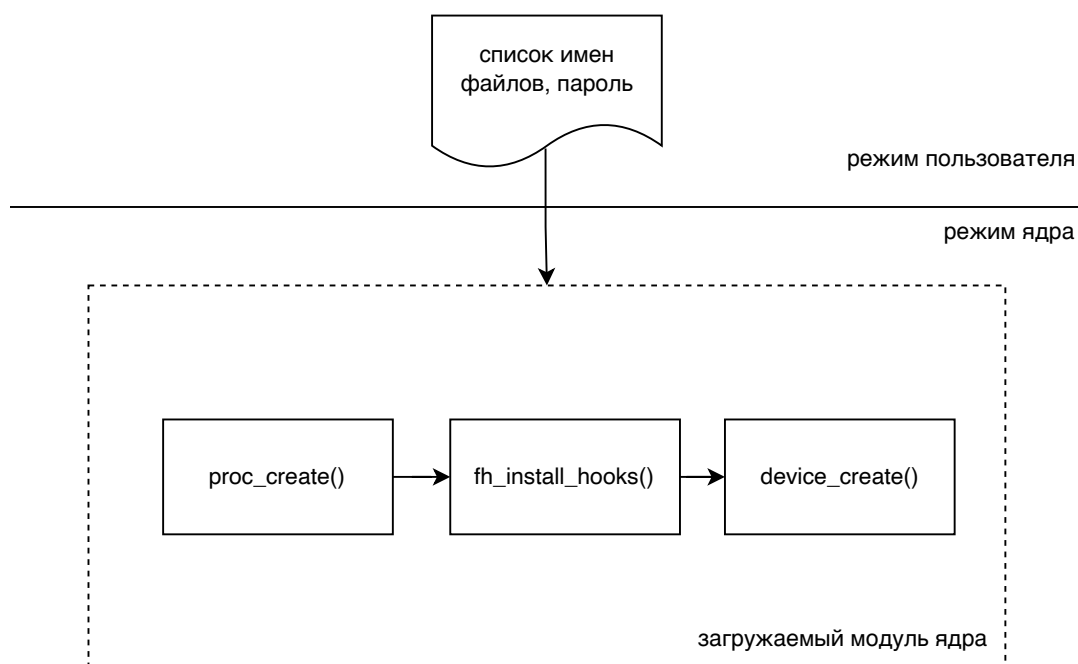 список имен
файлов, пароль
режим пользователя
режим ядра
proc_create()
fh_install_hooks()
device_create()
загружаемый модуль ядра